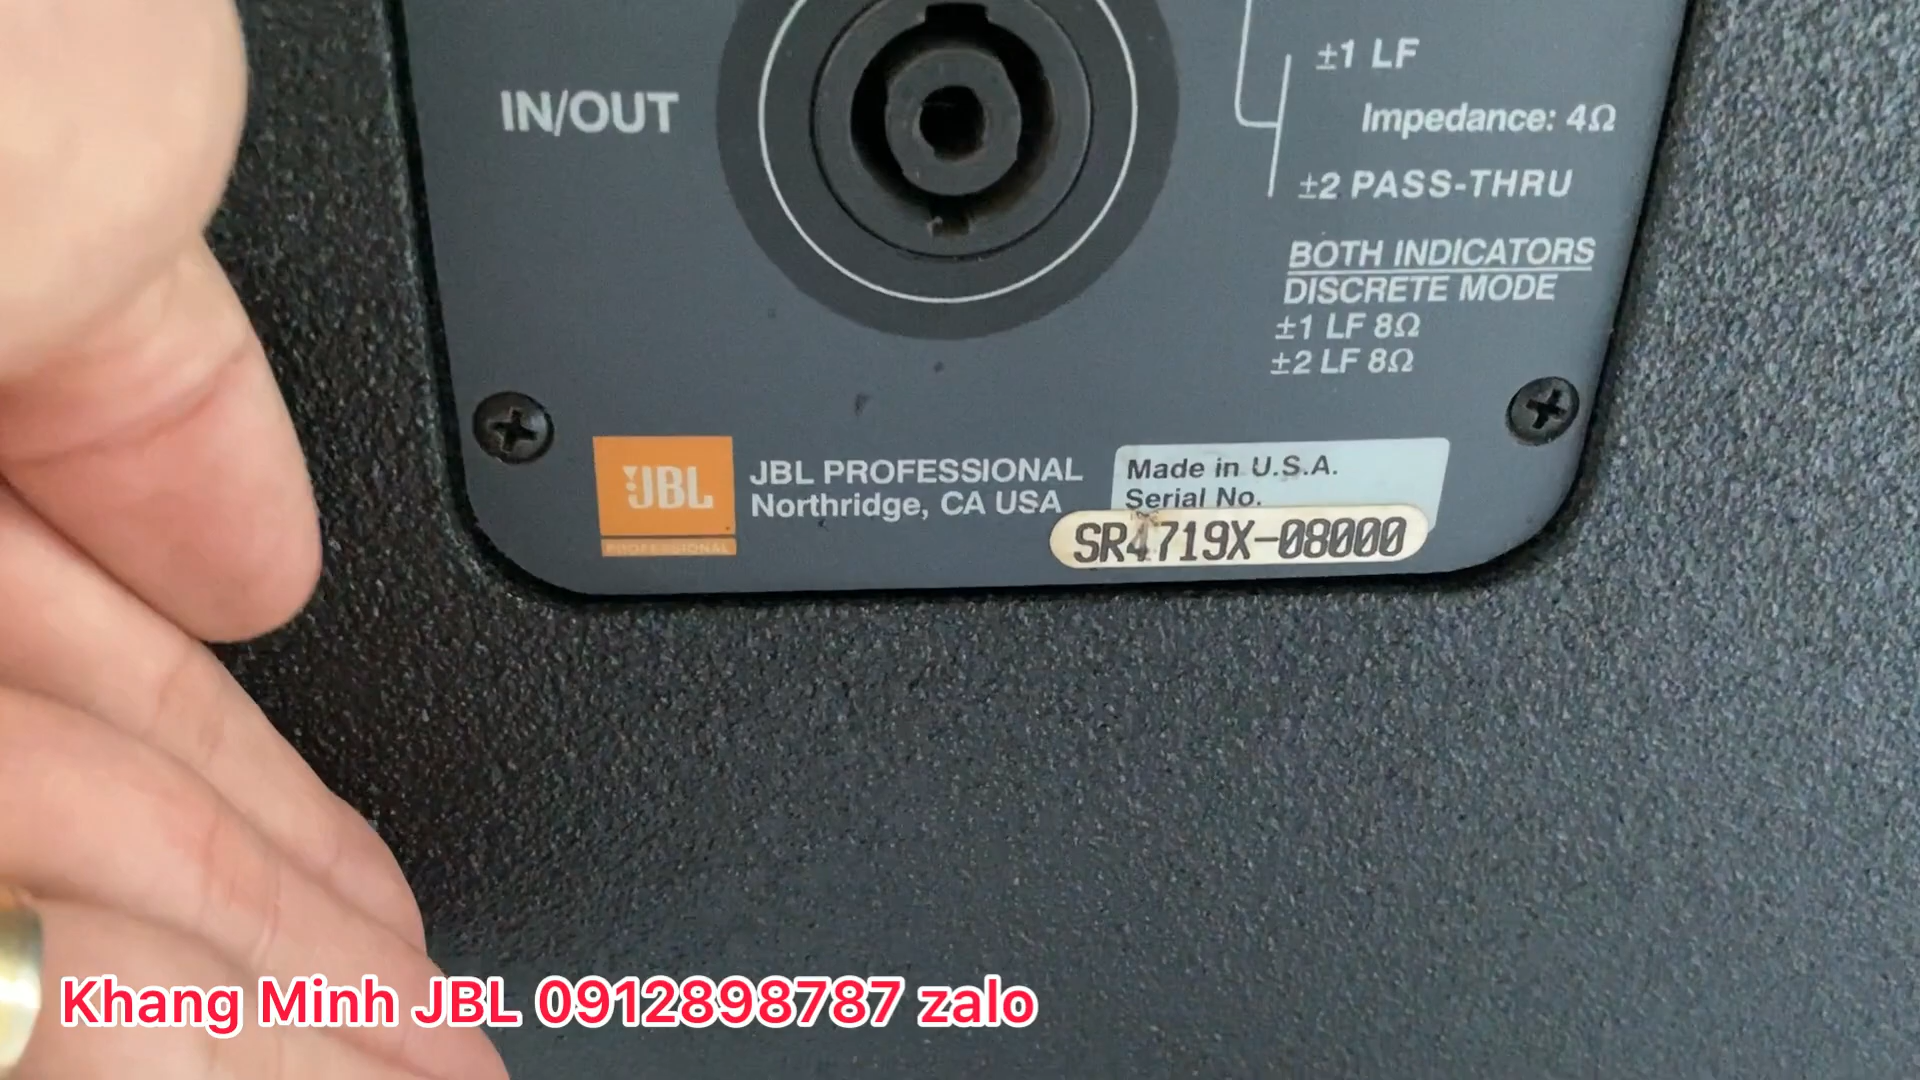 ±1 LF
IN/OUT
Impedance: 4Ω
±2 PASS-THRU
BOTH INDICATORS
DISCRETE MODE
±1 LF 8Ω
±2 LF 8Ω
JBL
PROFESSIONAL
JBL PROFESSIONAL
Northridge, CA USA
Made in U.S.A.
Serial No.
SR4719X-08000
Khang Minh JBL 0912898787 zalo